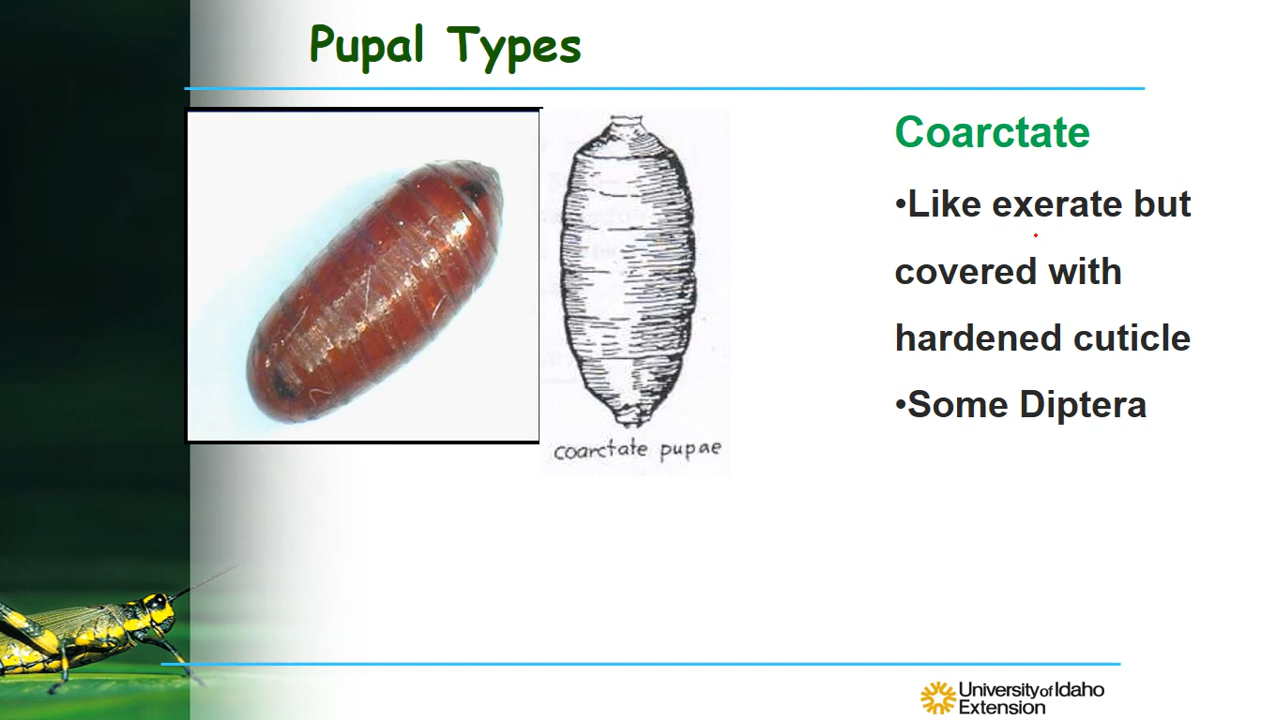 Pupal Types
Coarctate
•Like exerate but
covered with
hardened cuticle
•Some Diptera
coarctate pupae
University of Idaho
Extension